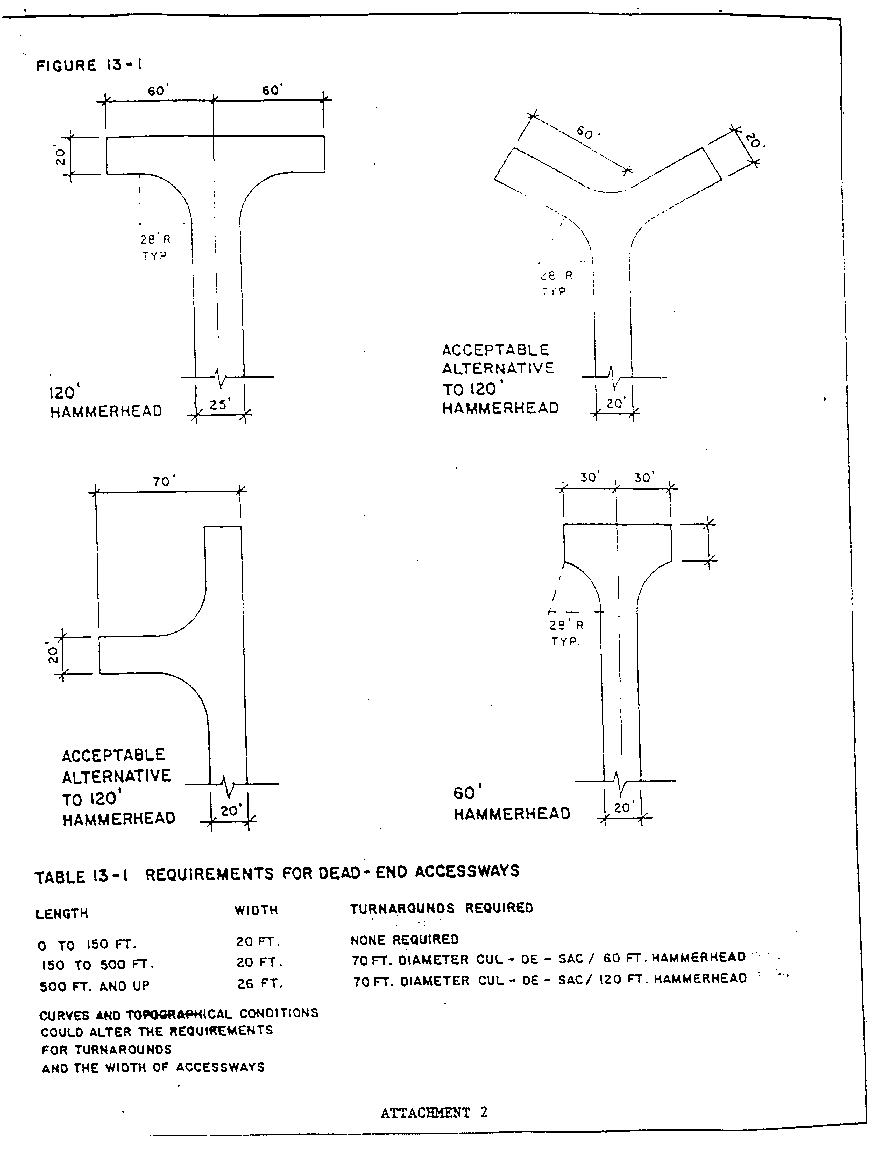 FIGURE 13-1
60' 60'
20'
28'R
TYP.
120'
HAMMERHEAD
25'
60'
20'
28'R
TYP.
ACCEPTABLE
ALTERNATIVE
TO 120'
HAMMERHEAD
20'
70'
20'
ACCEPTABLE
ALTERNATIVE
TO 120'
HAMMERHEAD
20'
30' 30'
28'R
TYP.
60'
HAMMERHEAD
20'
TABLE 13-1 REQUIREMENTS FOR DEAD-END ACCESSWAYS
LENGTH WIDTH TURNAROUNDS REQUIRED
0 TO 150 FT. 20 FT. NONE REQUIRED
150 TO 500 FT. 20 FT. 70 FT. DIAMETER CUL-DE-SAC / 60 FT. HAMMERHEAD
500 FT. AND UP 26 FT. 70 FT. DIAMETER CUL-DE-SAC / 120 FT. HAMMERHEAD
CURVES AND TOPOGRAPHICAL CONDITIONS
COULD ALTER THE REQUIREMENTS
FOR TURNAROUNDS
AND THE WIDTH OF ACCESSWAYS
ATTACHMENT 2